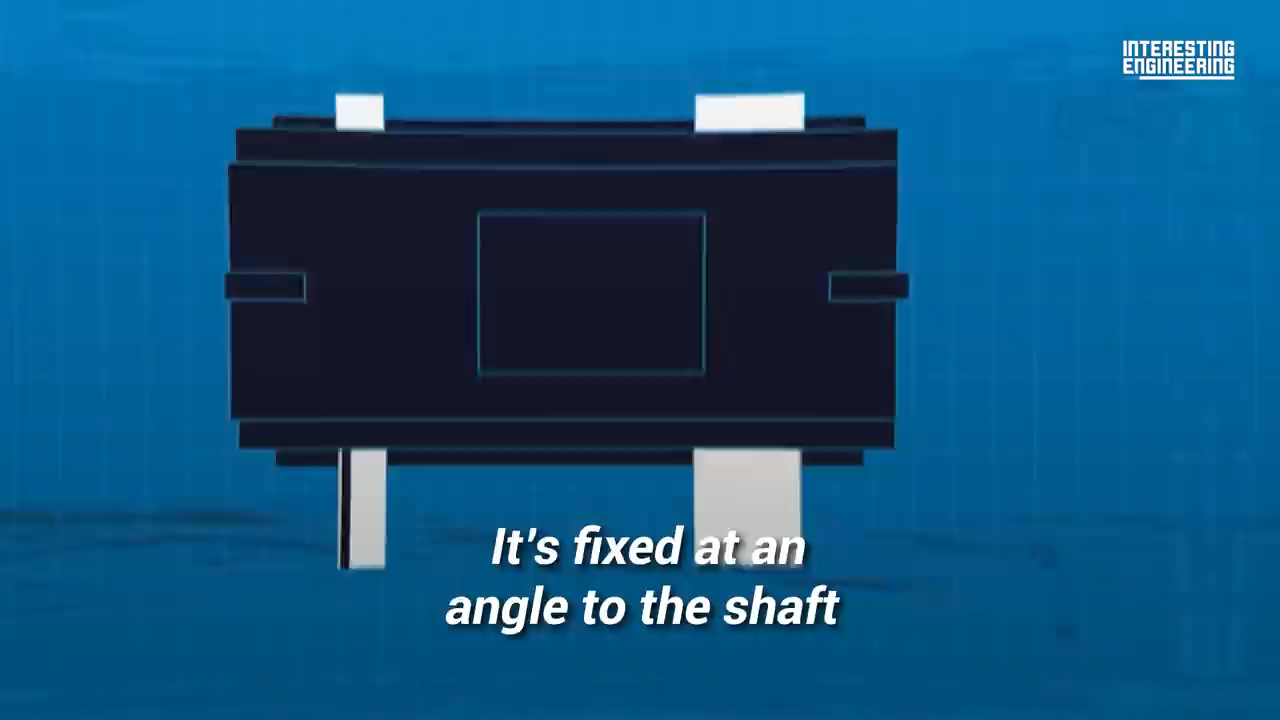 INTERESTING
ENGINEERING
It's fixed at an
angle to the shaft